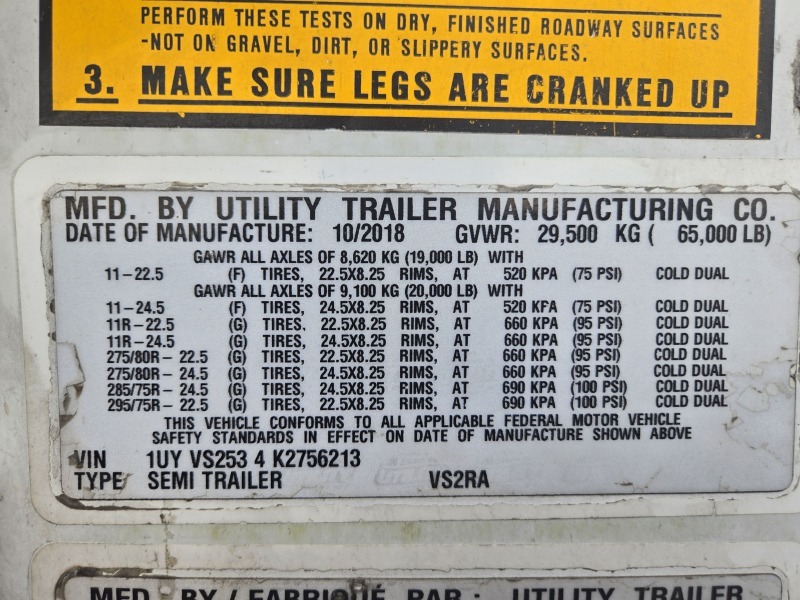 PERFORM THESE TESTS ON DRY, FINISHED ROADWAY SURFACES
-NOT ON GRAVEL, DIRT, OR SLIPPERY SURFACES.
3. MAKE SURE LEGS ARE CRANKED UP
MFD. BY UTILITY TRAILER MANUFACTURING CO.
DATE OF MANUFACTURE: 10/2018 GVWR: 29,500 KG ( 65,000 LB)
GAWR ALL AXLES OF 8,620 KG (19,000 LB) WITH
11-22.5 (F) TIRES, 22.5X8.25 RIMS, AT 520 KPA (75 PSI) COLD DUAL
GAWR ALL AXLES OF 9,100 KG (20,000 LB) WITH
11-24.5 (F) TIRES, 24.5X8.25 RIMS, AT 520 KPA (75 PSI) COLD DUAL
11R-22.5 (G) TIRES, 22.5X8.25 RIMS, AT 660 KPA (95 PSI) COLD DUAL
11R-24.5 (G) TIRES, 24.5X8.25 RIMS, AT 660 KPA (95 PSI) COLD DUAL
275/80R-22.5 (G) TIRES, 22.5X8.25 RIMS, AT 660 KPA (95 PSI) COLD DUAL
275/80R-24.5 (G) TIRES, 24.5X8.25 RIMS, AT 660 KPA (95 PSI) COLD DUAL
285/75R-24.5 (G) TIRES, 24.5X8.25 RIMS, AT 690 KPA (100 PSI) COLD DUAL
295/75R-22.5 (G) TIRES, 22.5X8.25 RIMS, AT 690 KPA (100 PSI) COLD DUAL
THIS VEHICLE CONFORMS TO ALL APPLICABLE FEDERAL MOTOR VEHICLE
SAFETY STANDARDS IN EFFECT ON DATE OF MANUFACTURE SHOWN ABOVE
VIN 1UY VS253 4 K2756213
TYPE SEMI TRAILER VS2RA
MFD. BY / FABRIQUÉ PAR : UTILITY TRAILER